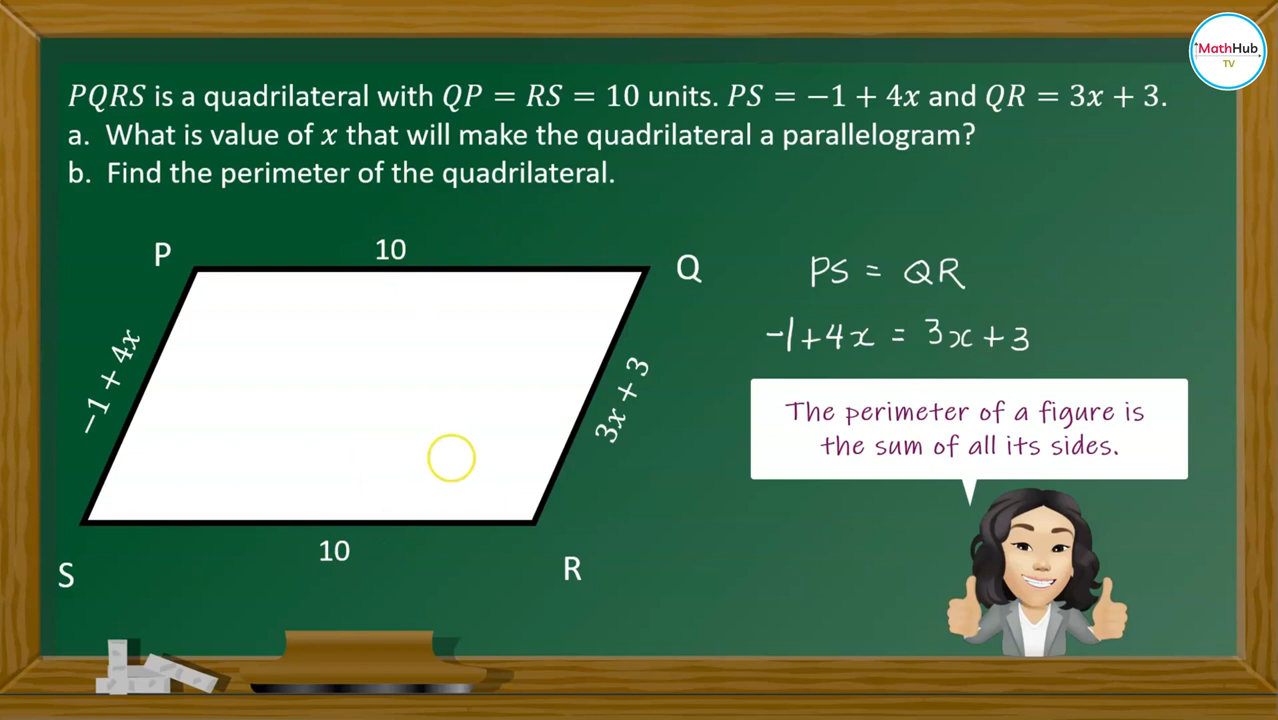 MathHub
TV
PQRS is a quadrilateral with QP = RS = 10 units. PS = −1 + 4x and QR = 3x + 3.
a. What is value of x that will make the quadrilateral a parallelogram?
b. Find the perimeter of the quadrilateral.
P
10
Q
−1 + 4x
3x + 3
S
10
R
PS = QR
-1+4x = 3x+3
The perimeter of a figure is
the sum of all its sides.